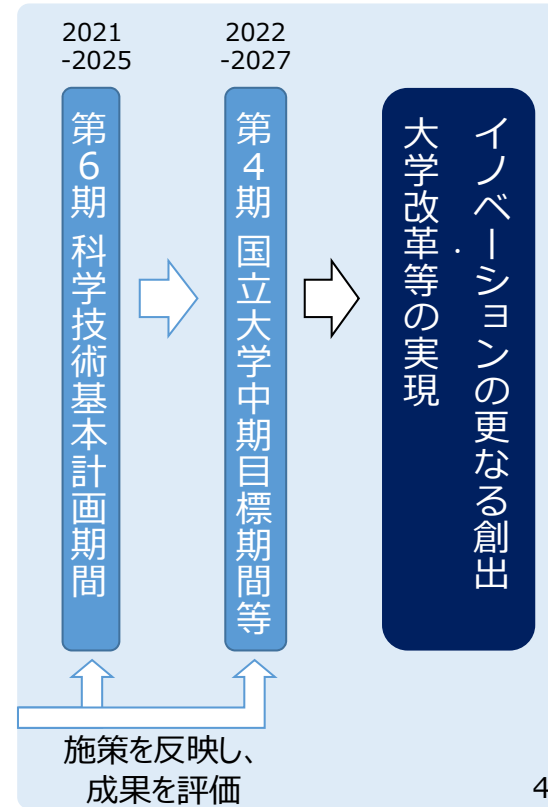 2021
-2025
2022
-2027
第6期 科学技術基本計画期間
第4期 国立大学中期目標期間等
イノベーションの更なる創出
・
大学改革等の実現
施策を反映し、
成果を評価
4